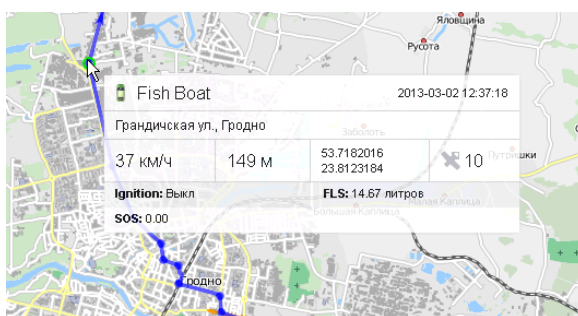 Яловщина
Русота
Fish Boat 2013-03-02 12:37:18
Грандичская ул., Гродно
Заболоть
37 км/ч 149 м 53.7182016 10
23.8123184
Путришки
Ignition: Выкл FLS: 14.67 литров
Малая Каплица
Большая Каплица
SOS: 0.00
Гродно